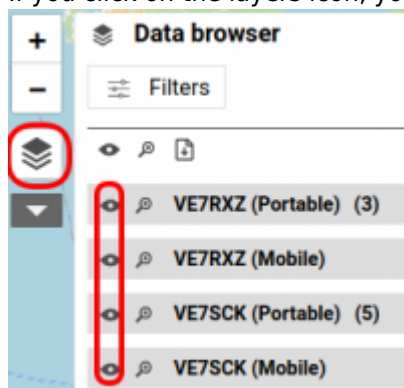 If you click on the layers icon, yo
+
Data browser
−
Filters
VE7RXZ (Portable) (3)
VE7RXZ (Mobile)
VE7SCK (Portable) (5)
VE7SCK (Mobile)